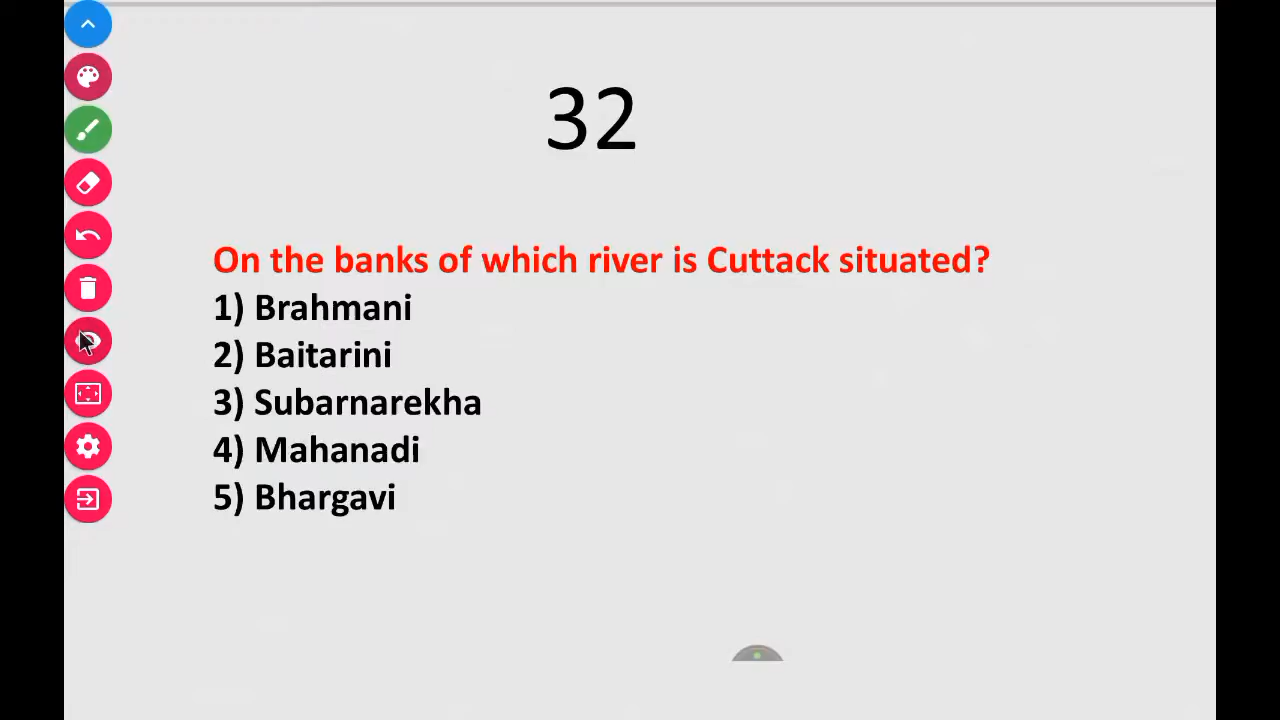 32
On the banks of which river is Cuttack situated?
1) Brahmani
2) Baitarini
3) Subarnarekha
4) Mahanadi
5) Bhargavi